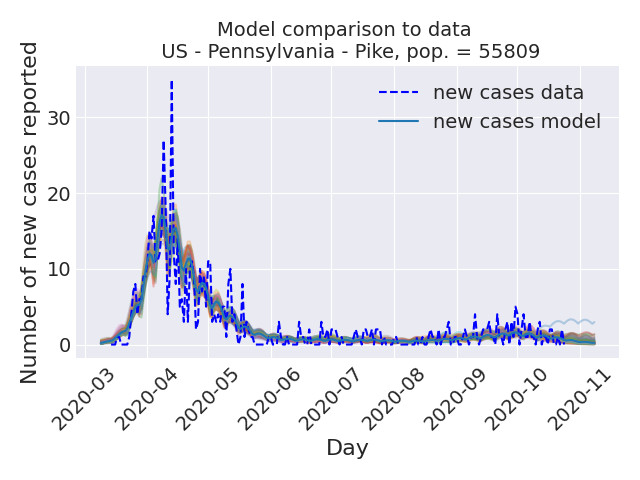 Model comparison to data
US - Pennsylvania - Pike, pop. = 55809
Number of new cases reported
30
20
10
0
new cases data
new cases model
2020-03
2020-04
2020-05
2020-06
2020-07
2020-08
2020-09
2020-10
2020-11
Day